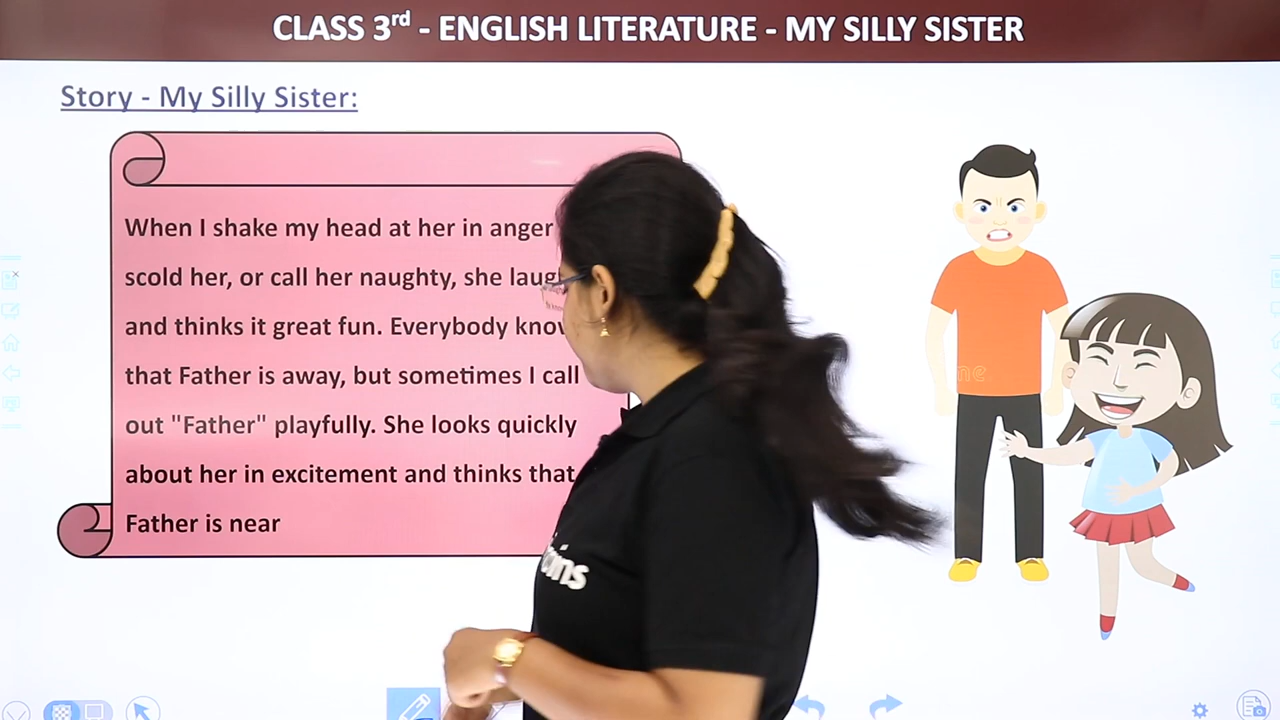 CLASS 3rd - ENGLISH LITERATURE - MY SILLY SISTER
Story - My Silly Sister:
When I shake my head at her in anger
scold her, or call her naughty, she
and thinks it great fun. Everybody
that Father is away, but sometimes I call
out "Father" playfully. She looks quickly
about her in excitement and thinks that
Father is near